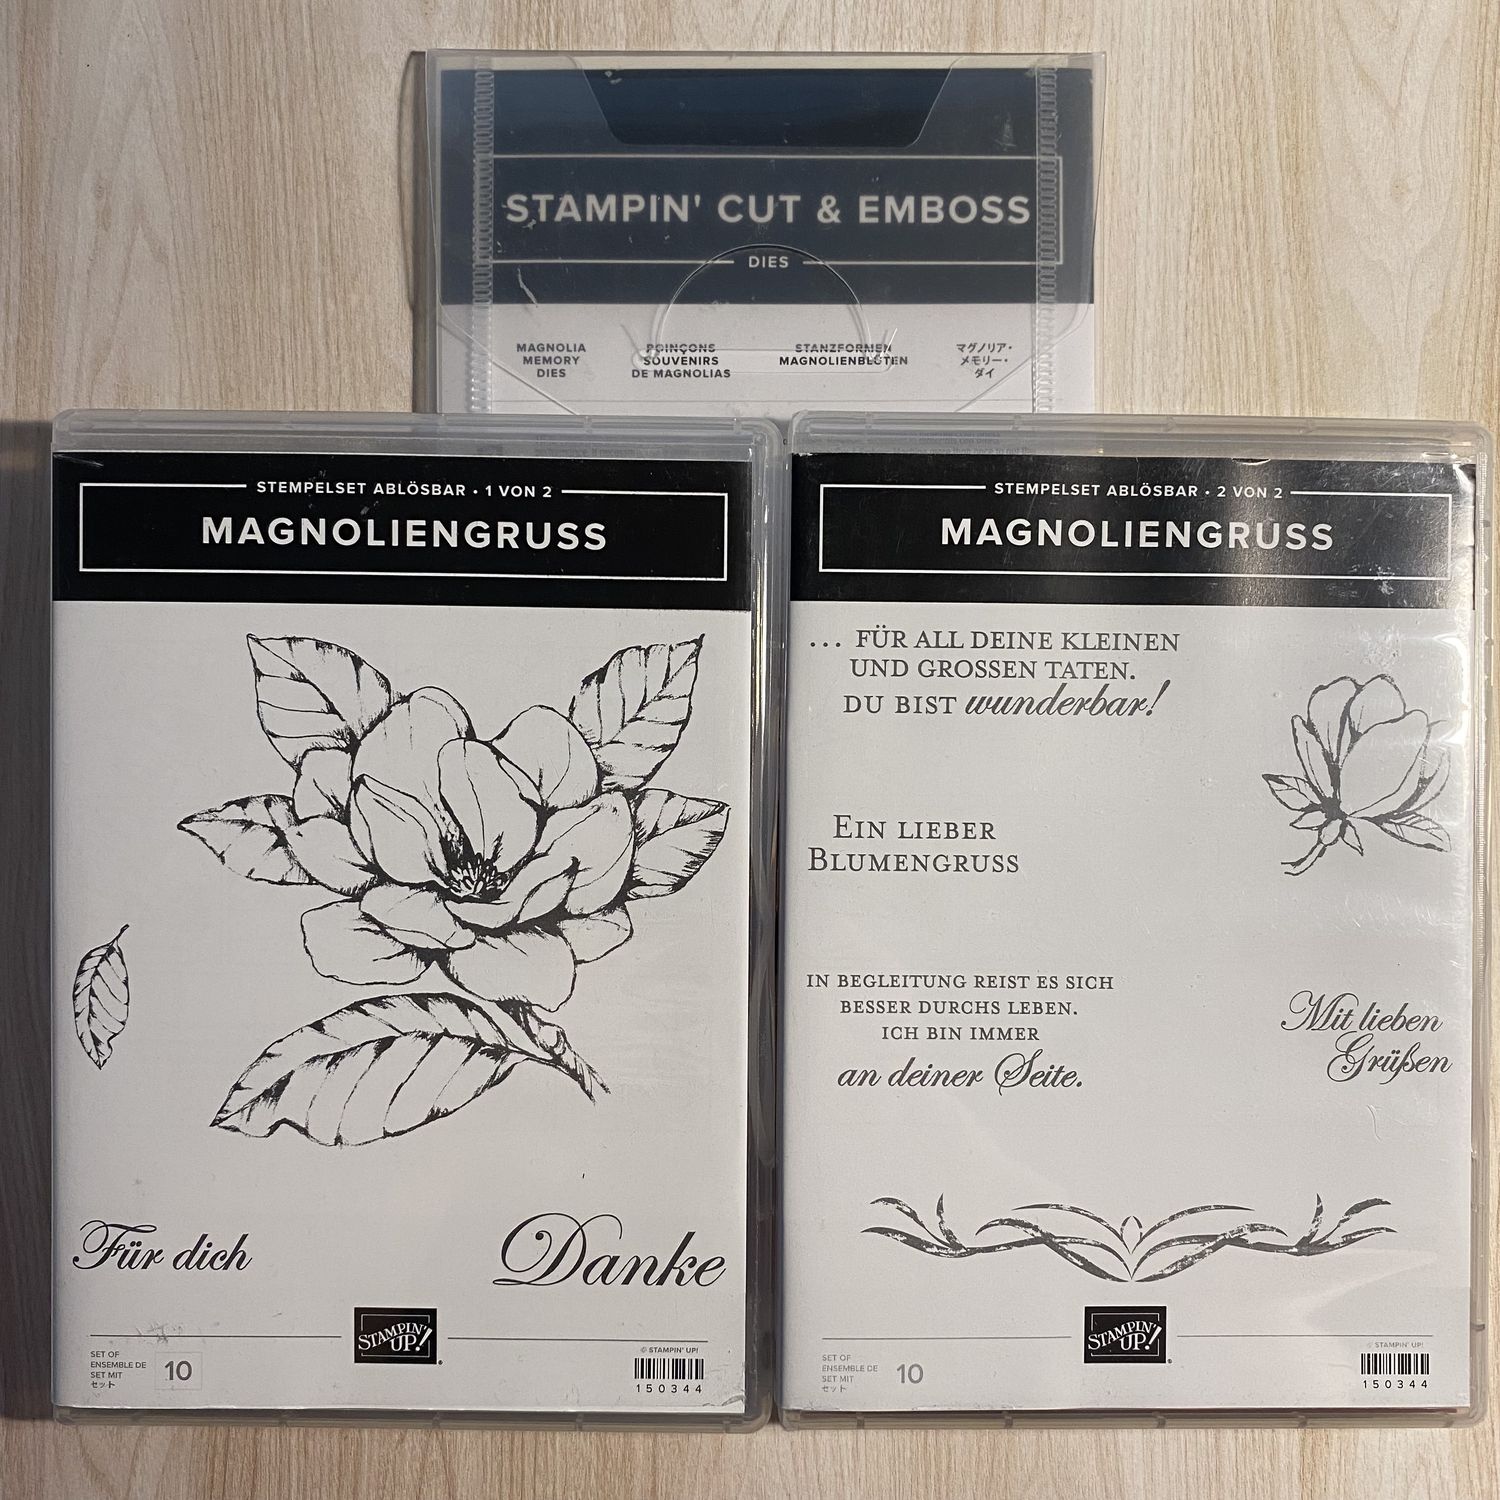 STAMPIN' CUT & EMBOSS
DIES
MAGNOLIA
MEMORY
DIES
POINÇONS
SOUVENIRS
DE MAGNOLIAS
STANZFORMEN
MAGNOLIENBLÜTEN
マグノリア・
メモリー・
ダイ
STEMPELSET ABLÖSBAR • 1 VON 2
MAGNOLIENGRUSS
Für dich
Danke
STAMPIN' UP!
SET OF
ENSEMBLE DE
SET MIT
セット
10
© STAMPIN' UP!
150344
STEMPELSET ABLÖSBAR • 2 VON 2
MAGNOLIENGRUSS
... FÜR ALL DEINE KLEINEN
UND GROSSEN TATEN.
DU BIST wunderbar!
EIN LIEBER
BLUMENGRUSS
IN BEGLEITUNG REIST ES SICH
BESSER DURCHS LEBEN.
ICH BIN IMMER
an deiner Seite.
Mit lieben
Grüßen
STAMPIN' UP!
SET OF
ENSEMBLE DE
SET MIT
セット
10
© STAMPIN' UP!
150344